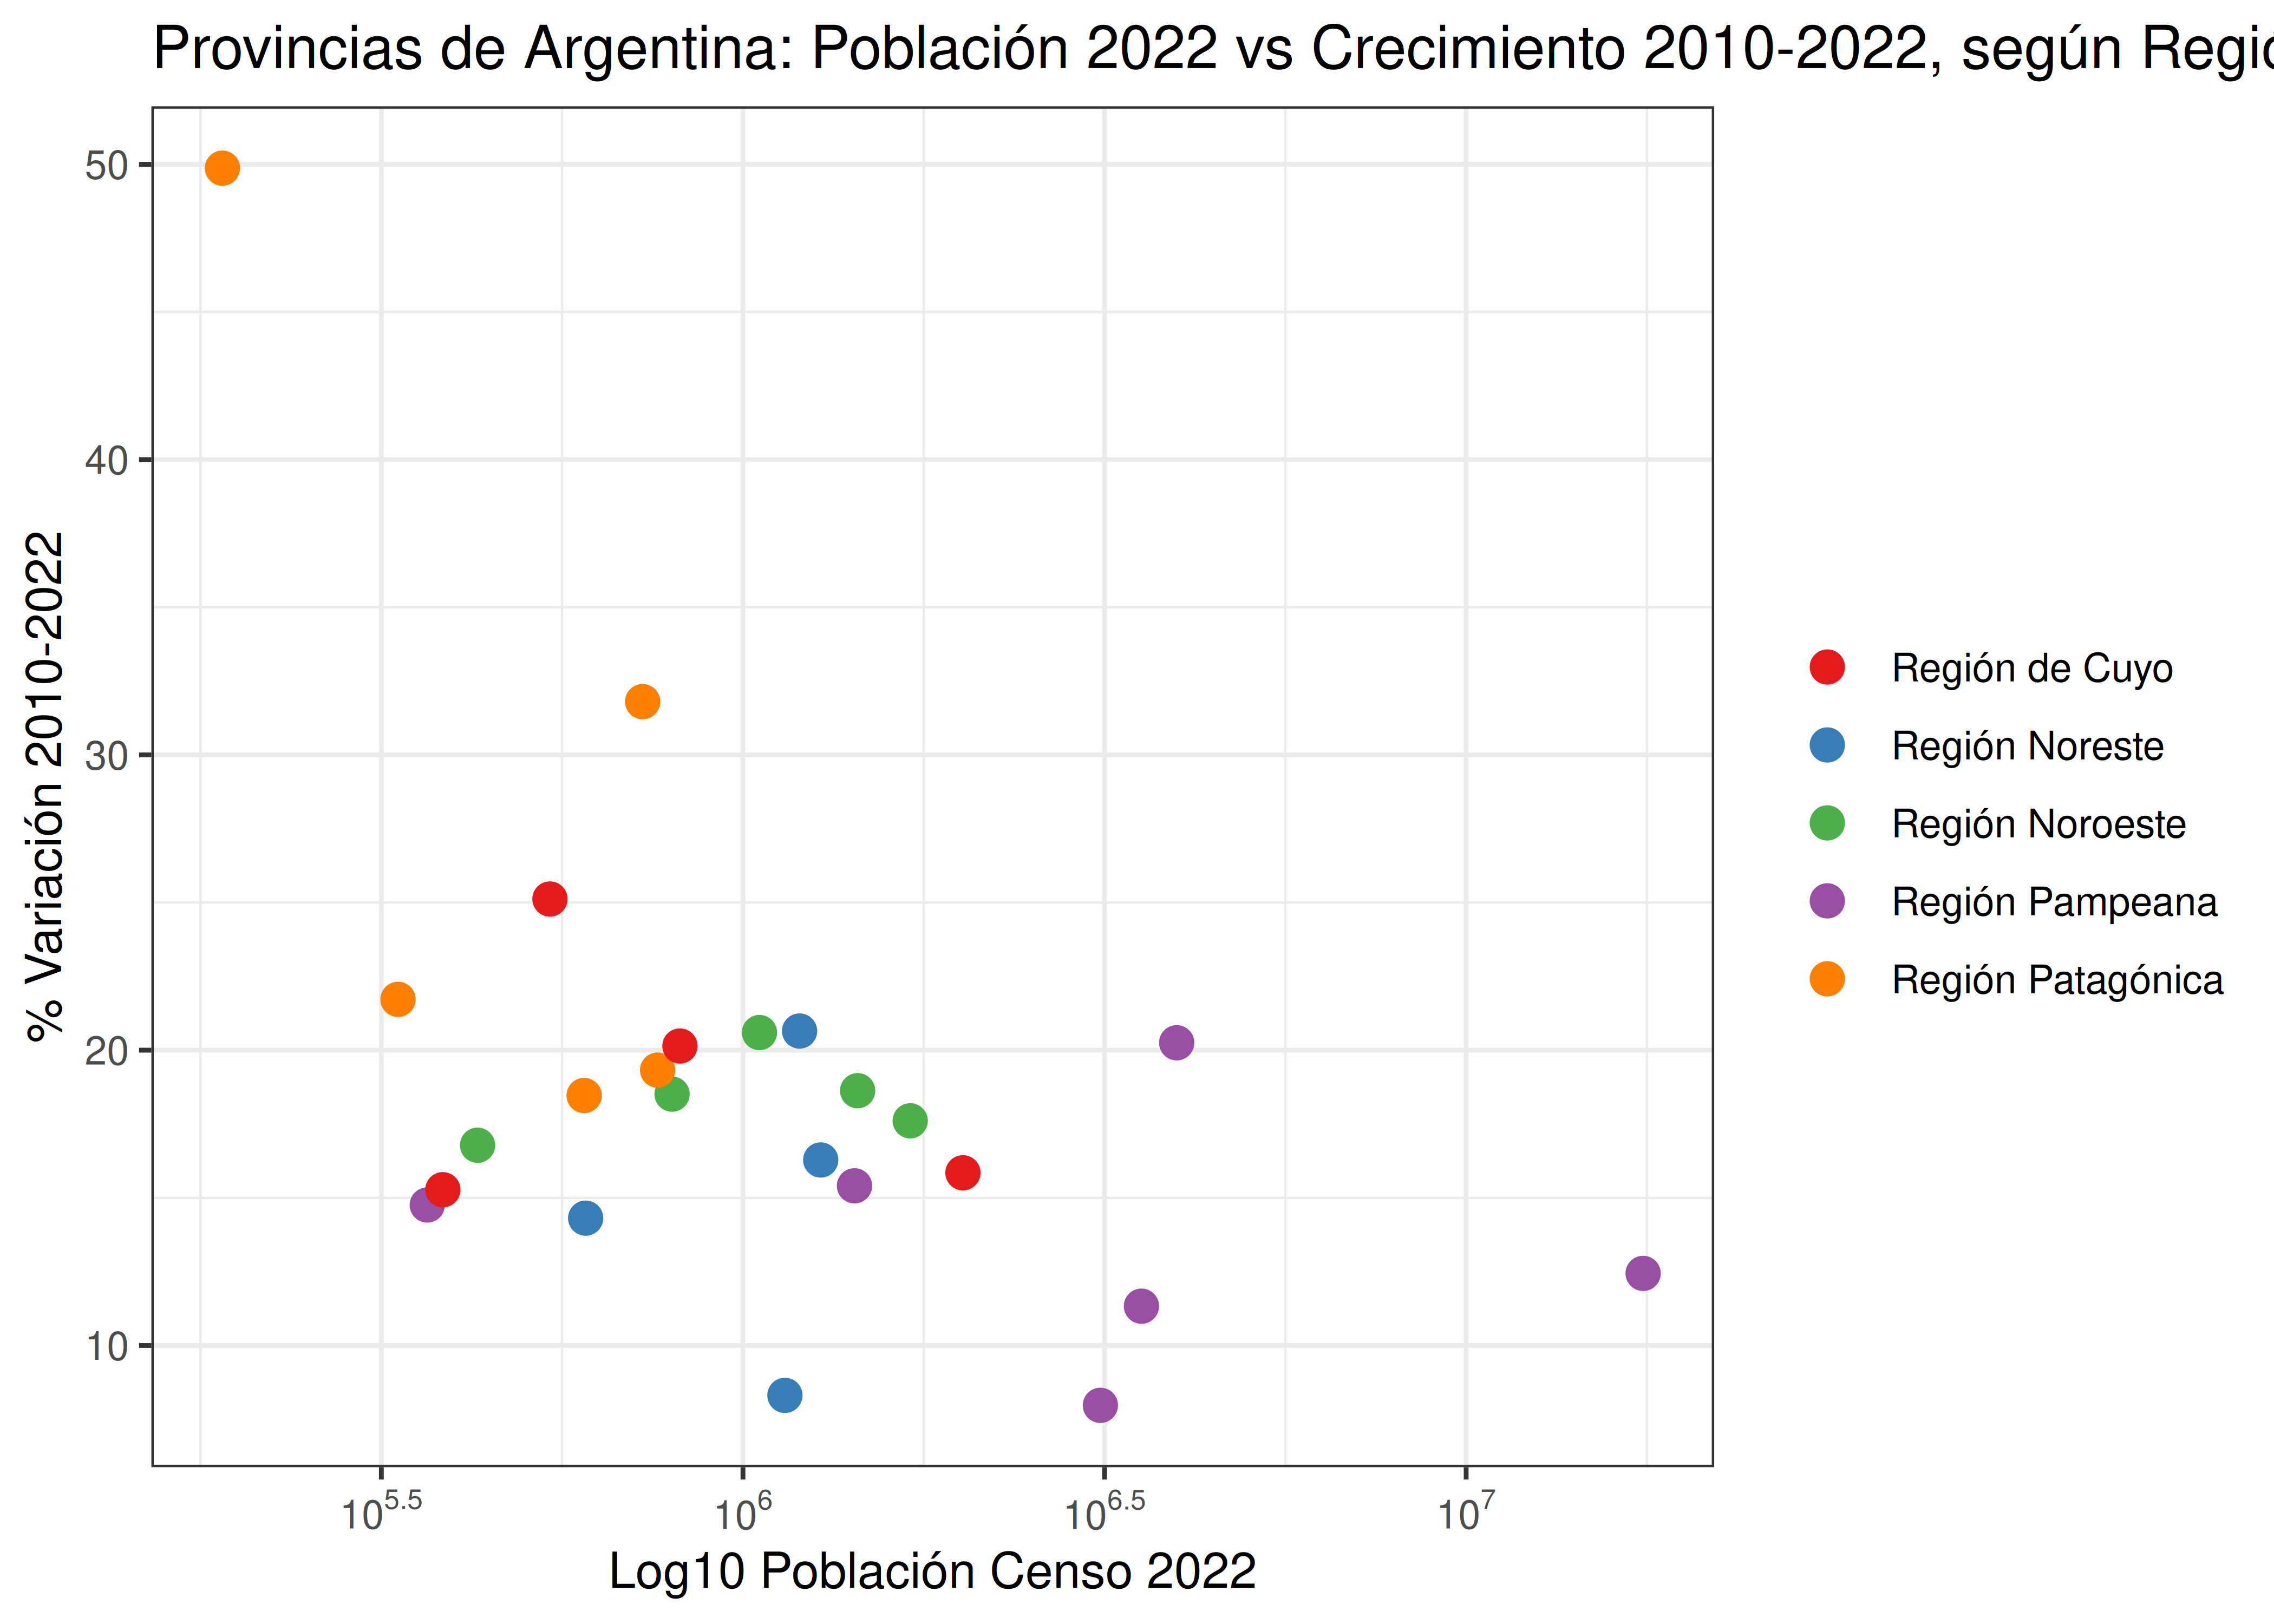 Provincias de Argentina: Población 2022 vs Crecimiento 2010-2022, según Regió
% Variación 2010-2022
50
40
30
20
10
10^5.5
10^6
10^6.5
10^7
Log10 Población Censo 2022
Región de Cuyo
Región Noreste
Región Noroeste
Región Pampeana
Región Patagónica